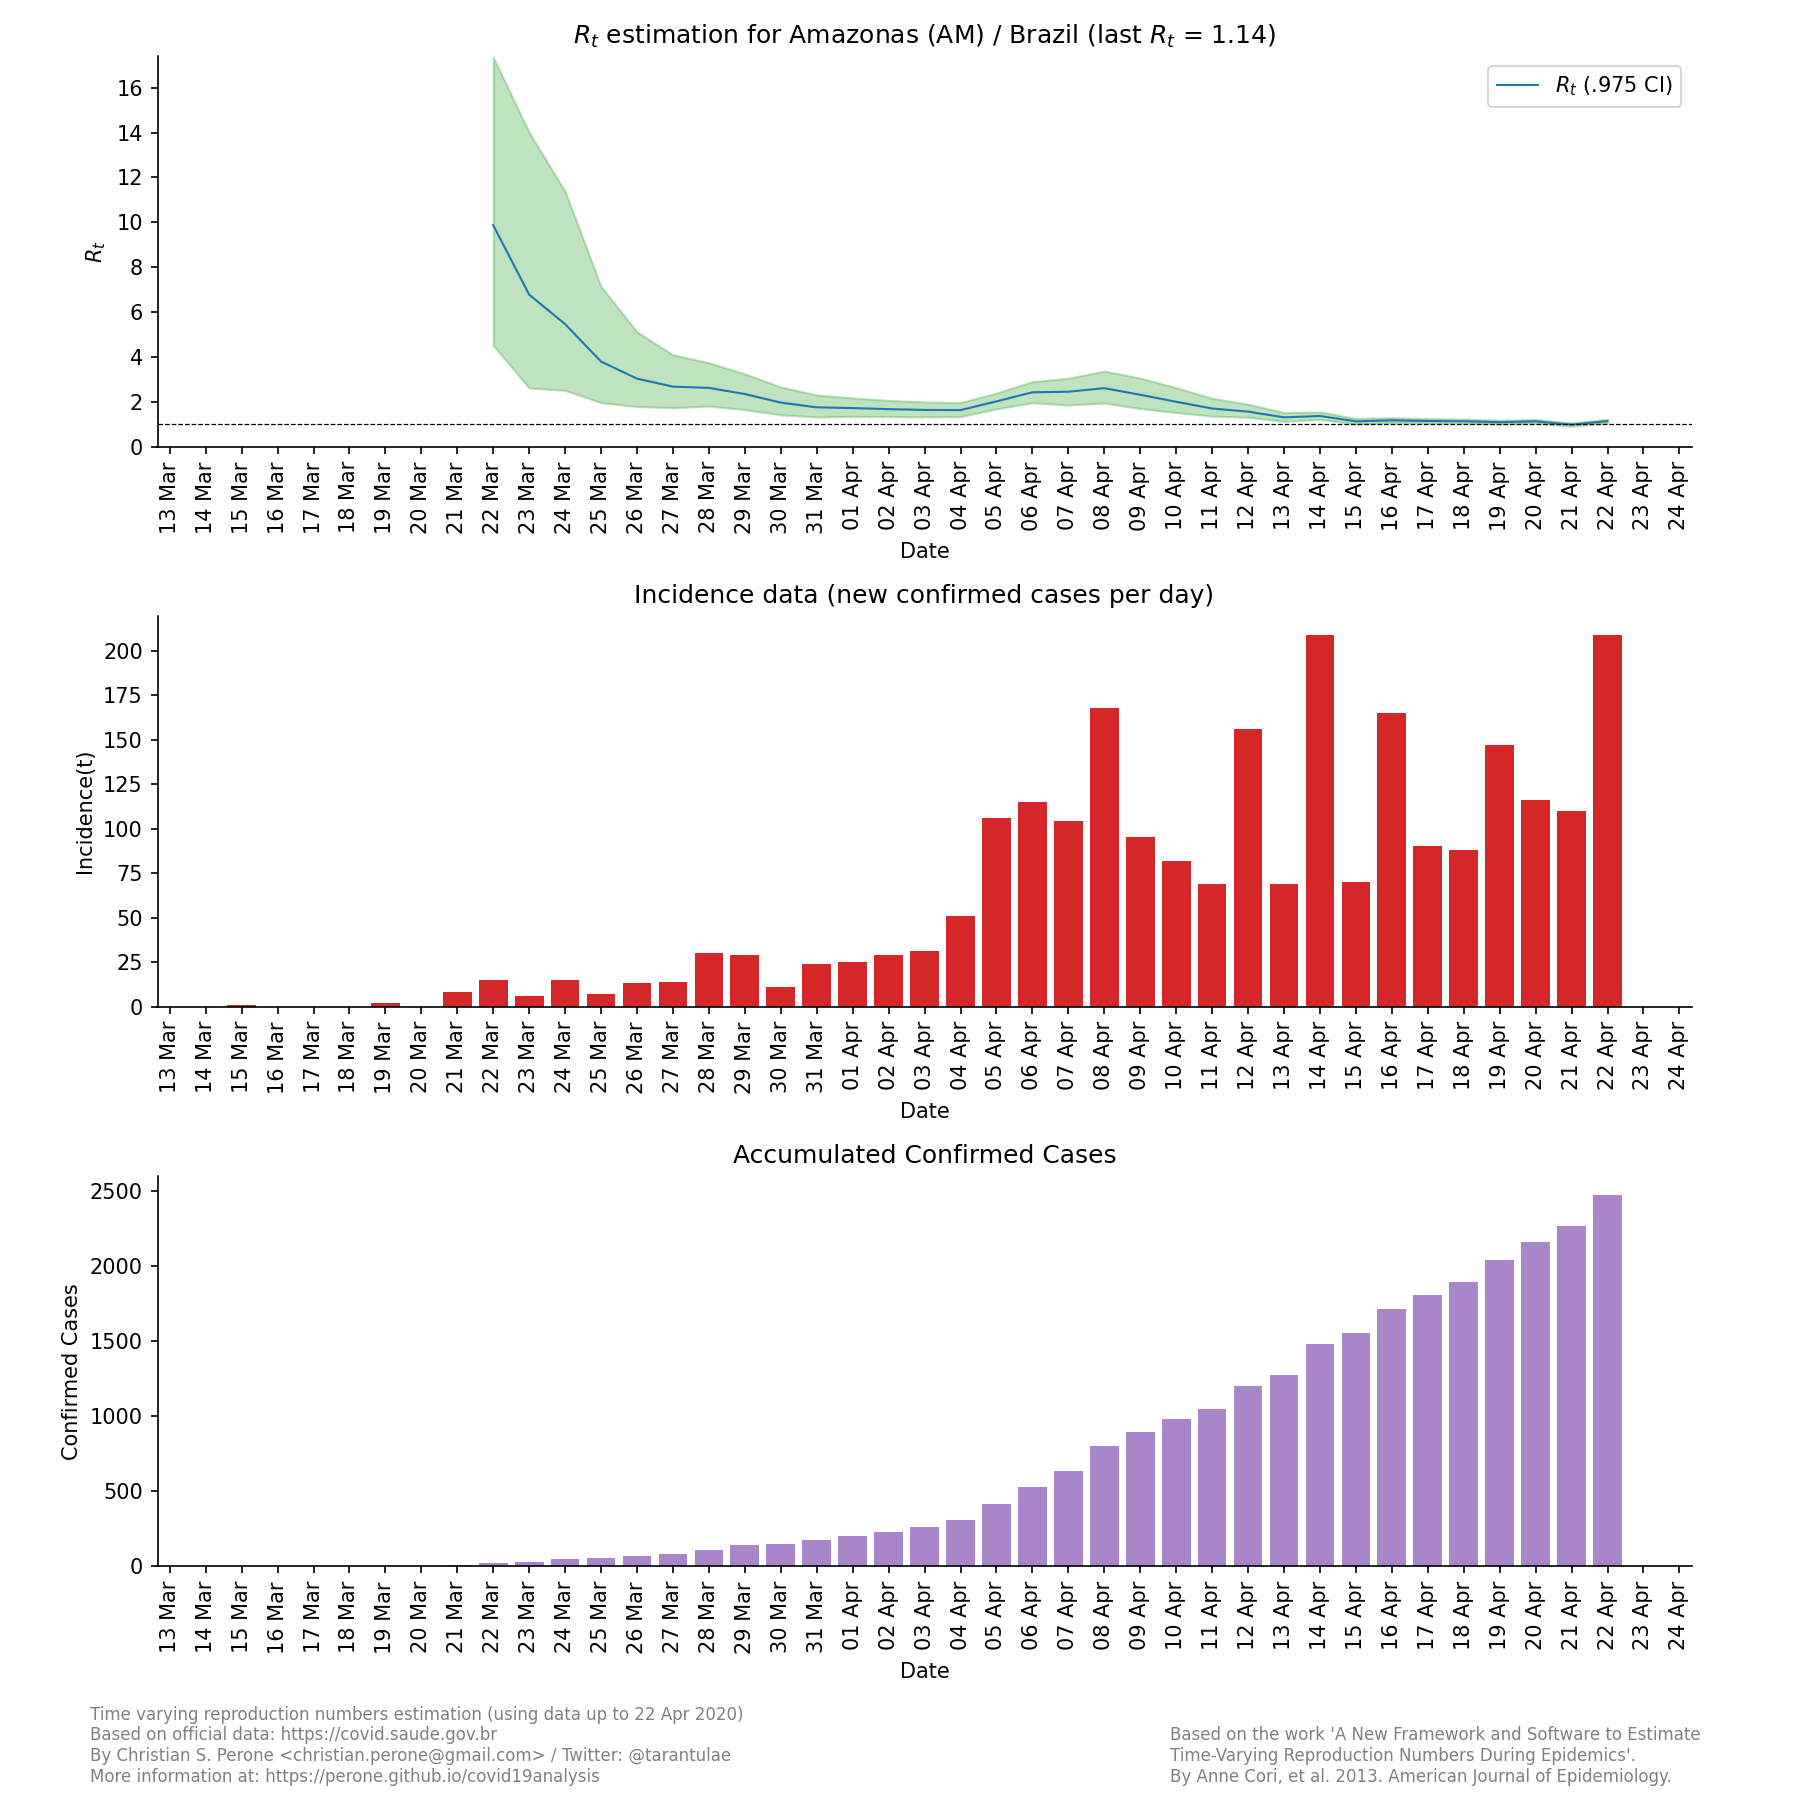 Rt estimation for Amazonas (AM) / Brazil (last Rt = 1.14)
Rt (.975 CI)
Rt
16
14
12
10
8
6
4
2
0
13 Mar 14 Mar 15 Mar 16 Mar 17 Mar 18 Mar 19 Mar 20 Mar 21 Mar 22 Mar 23 Mar 24 Mar 25 Mar 26 Mar 27 Mar 28 Mar 29 Mar 30 Mar 31 Mar 01 Apr 02 Apr 03 Apr 04 Apr 05 Apr 06 Apr 07 Apr 08 Apr 09 Apr 10 Apr 11 Apr 12 Apr 13 Apr 14 Apr 15 Apr 16 Apr 17 Apr 18 Apr 19 Apr 20 Apr 21 Apr 22 Apr 23 Apr 24 Apr
Date
Incidence data (new confirmed cases per day)
Incidence(t)
200
175
150
125
100
75
50
25
0
13 Mar 14 Mar 15 Mar 16 Mar 17 Mar 18 Mar 19 Mar 20 Mar 21 Mar 22 Mar 23 Mar 24 Mar 25 Mar 26 Mar 27 Mar 28 Mar 29 Mar 30 Mar 31 Mar 01 Apr 02 Apr 03 Apr 04 Apr 05 Apr 06 Apr 07 Apr 08 Apr 09 Apr 10 Apr 11 Apr 12 Apr 13 Apr 14 Apr 15 Apr 16 Apr 17 Apr 18 Apr 19 Apr 20 Apr 21 Apr 22 Apr 23 Apr 24 Apr
Date
Accumulated Confirmed Cases
Confirmed Cases
2500
2000
1500
1000
500
0
13 Mar 14 Mar 15 Mar 16 Mar 17 Mar 18 Mar 19 Mar 20 Mar 21 Mar 22 Mar 23 Mar 24 Mar 25 Mar 26 Mar 27 Mar 28 Mar 29 Mar 30 Mar 31 Mar 01 Apr 02 Apr 03 Apr 04 Apr 05 Apr 06 Apr 07 Apr 08 Apr 09 Apr 10 Apr 11 Apr 12 Apr 13 Apr 14 Apr 15 Apr 16 Apr 17 Apr 18 Apr 19 Apr 20 Apr 21 Apr 22 Apr 23 Apr 24 Apr
Date
Time varying reproduction numbers estimation (using data up to 22 Apr 2020)
Based on official data: https://covid.saude.gov.br
By Christian S. Perone <christian.perone@gmail.com> / Twitter: @tarantulae
More information at: https://perone.github.io/covid19analysis
Based on the work 'A New Framework and Software to Estimate
Time-Varying Reproduction Numbers During Epidemics'.
By Anne Cori, et al. 2013. American Journal of Epidemiology.